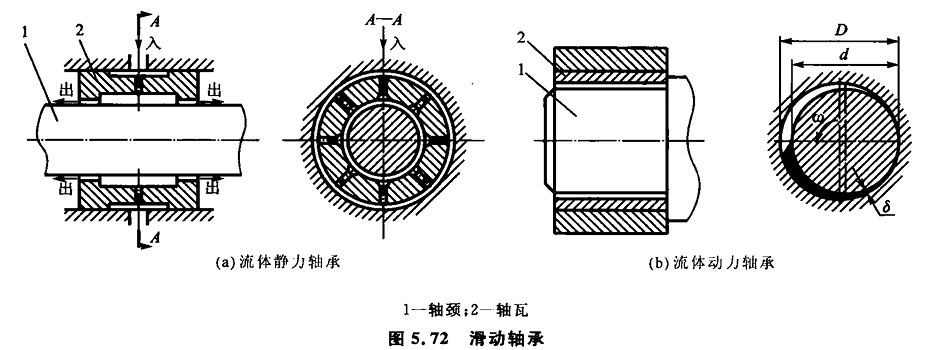 A
A—A
1
2
入
入
出
出
出
出
A
2
1
D
d
ω
δ
(a)流体静力轴承
(b)流体动力轴承
1—轴颈;2—轴瓦
图5.72 滑动轴承